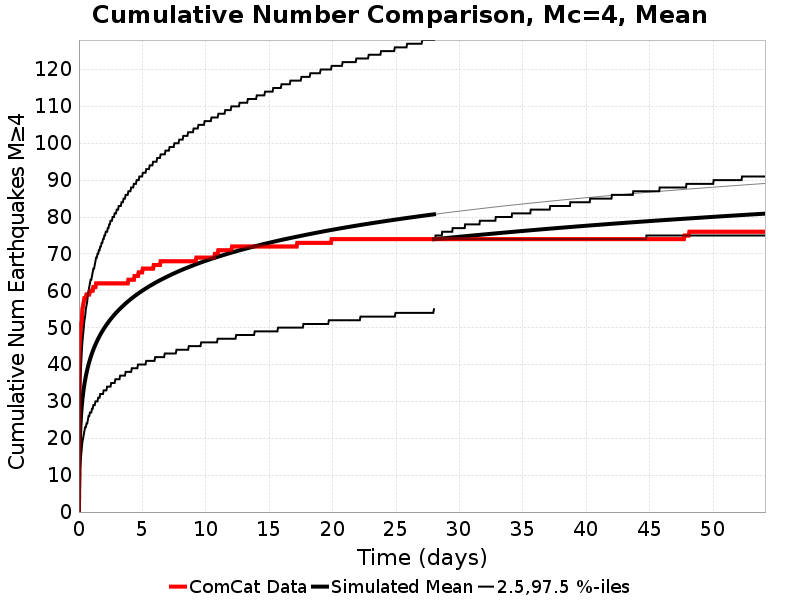 Cumulative Number Comparison, Mc=4, Mean
Cumulative Num Earthquakes M≥4
120
110
100
90
80
70
60
50
40
30
20
10
0
0 5 10 15 20 25 30 35 40 45 50
Time (days)
ComCat Data Simulated Mean 2.5,97.5 %-iles